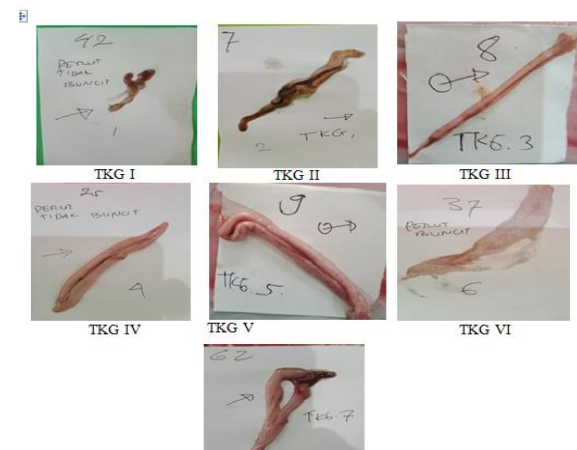 42
PERUT
TIDAK
BUNCIT
1
TKG I
7
2
TKG,
TKG II
8
TKG.3
TKG III
25
PERUT
TIDAK BUNCIT
4
TKG IV
9
TKG.5.
TKG V
37
PERUT
BUNCIT
6
TKG VI
62
TKG.7